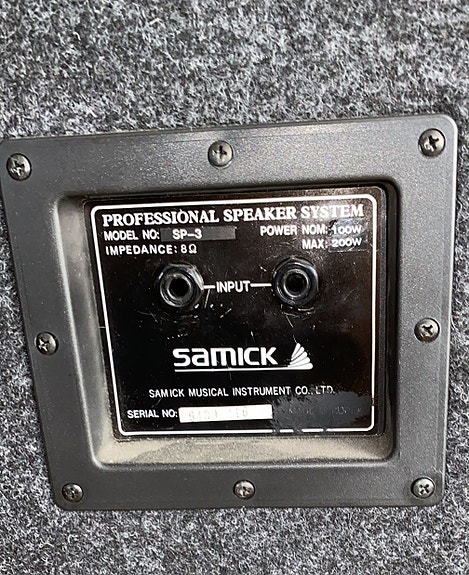 PROFESSIONAL SPEAKER SYSTEM
MODEL NO: SP-3 POWER NOM: 100W
IMPEDANCE: 8Ω MAX: 200W
INPUT
samick
SAMICK MUSICAL INSTRUMENT CO., LTD.
SERIAL NO: